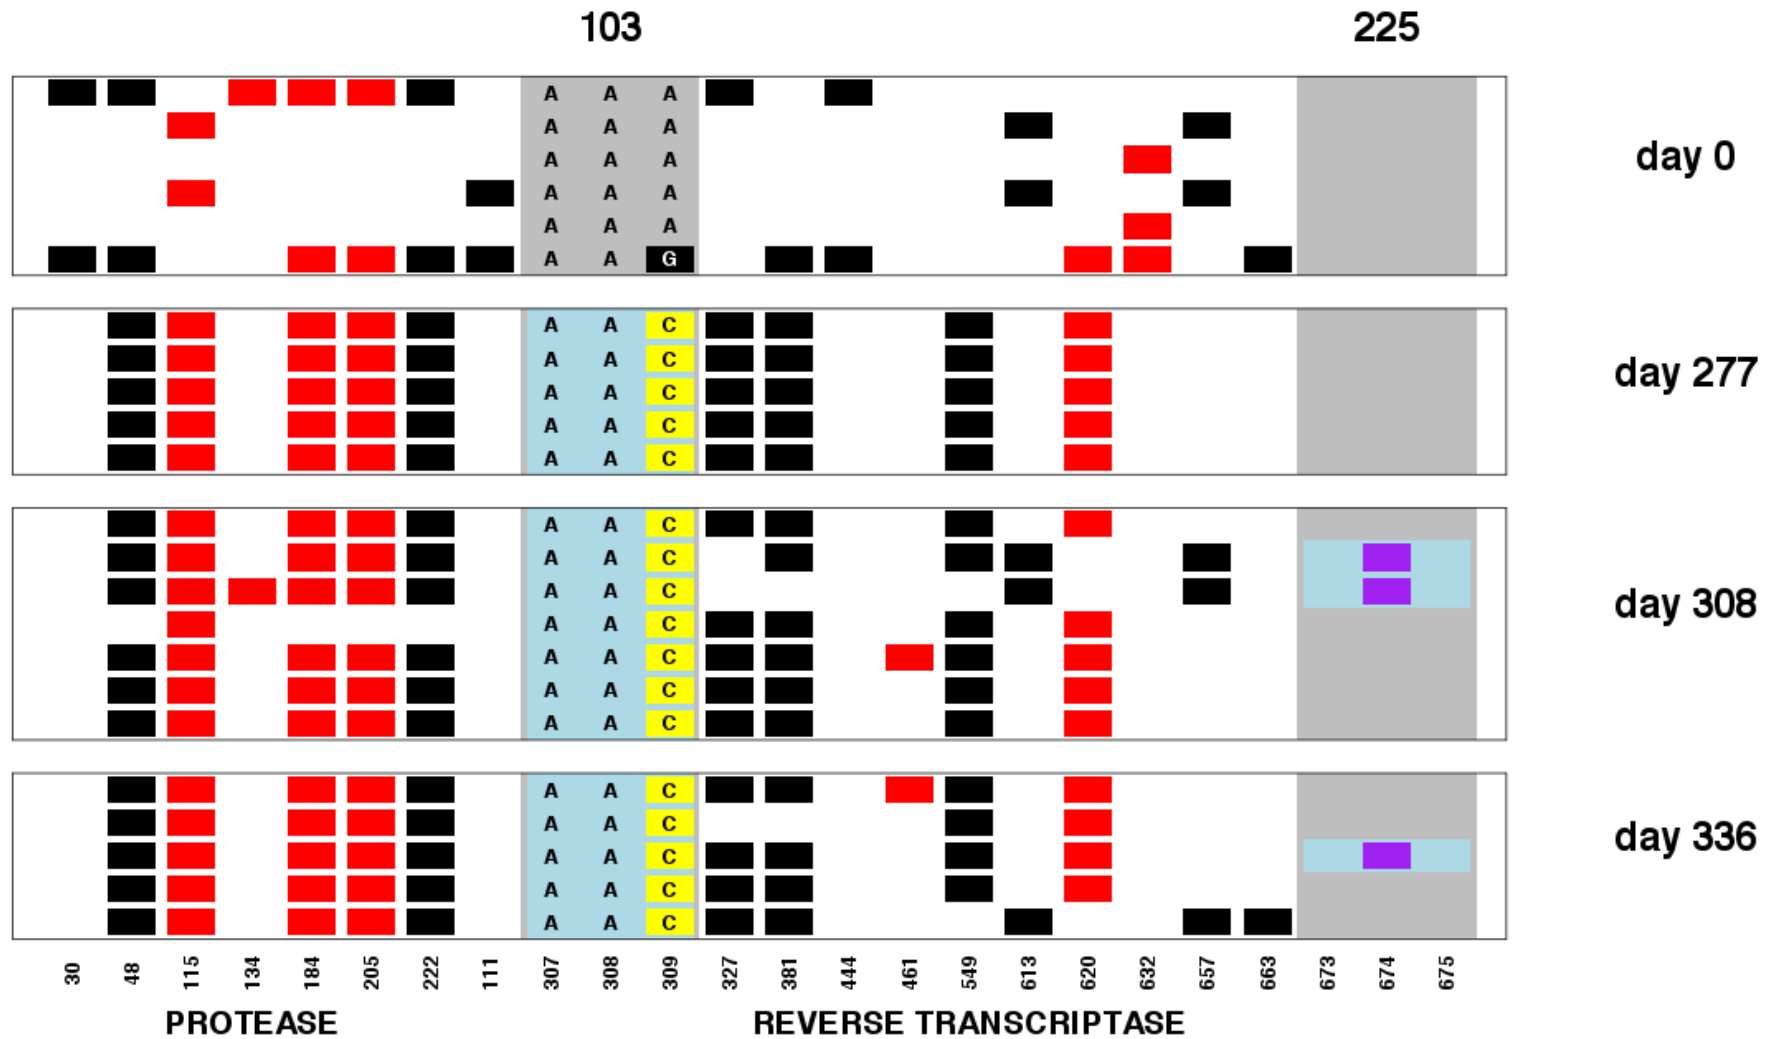 103 225
A A A
A A A
A A A
A A A
A A A
A A G
day 0
A A C
A A C
A A C
A A C
A A C
day 277
A A C
A A C
A A C
A A C
A A C
A A C
A A C
day 308
A A C
A A C
A A C
A A C
A A C
day 336
30 48 115 134 184 205 222 111 307 308 309 327 381 444 461 549 613 620 632 657 663 673 674 675
PROTEASE REVERSE TRANSCRIPTASE